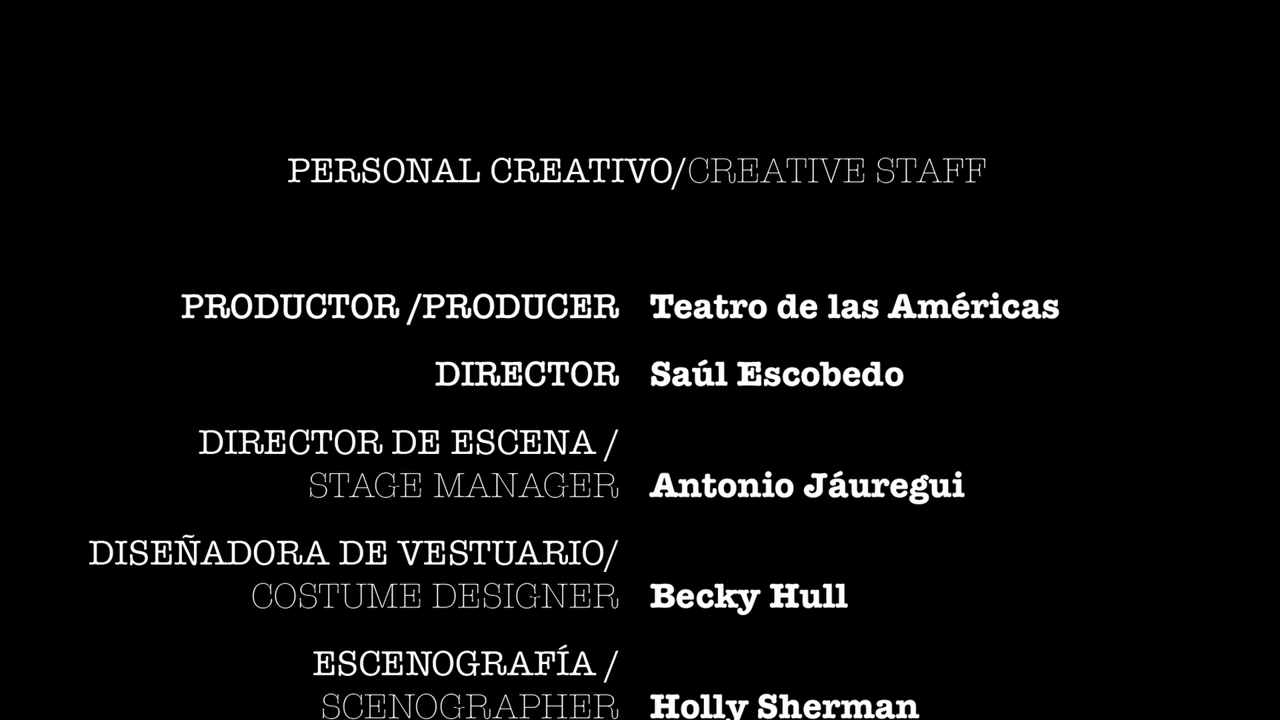 PERSONAL CREATIVO/CREATIVE STAFF
PRODUCTOR /PRODUCER Teatro de las Américas
DIRECTOR Saúl Escobedo
DIRECTOR DE ESCENA /
STAGE MANAGER Antonio Jáuregui
DISEÑADORA DE VESTUARIO/
COSTUME DESIGNER Becky Hull
ESCENOGRAFÍA /
SCENOGRAPHER Holly Sherman